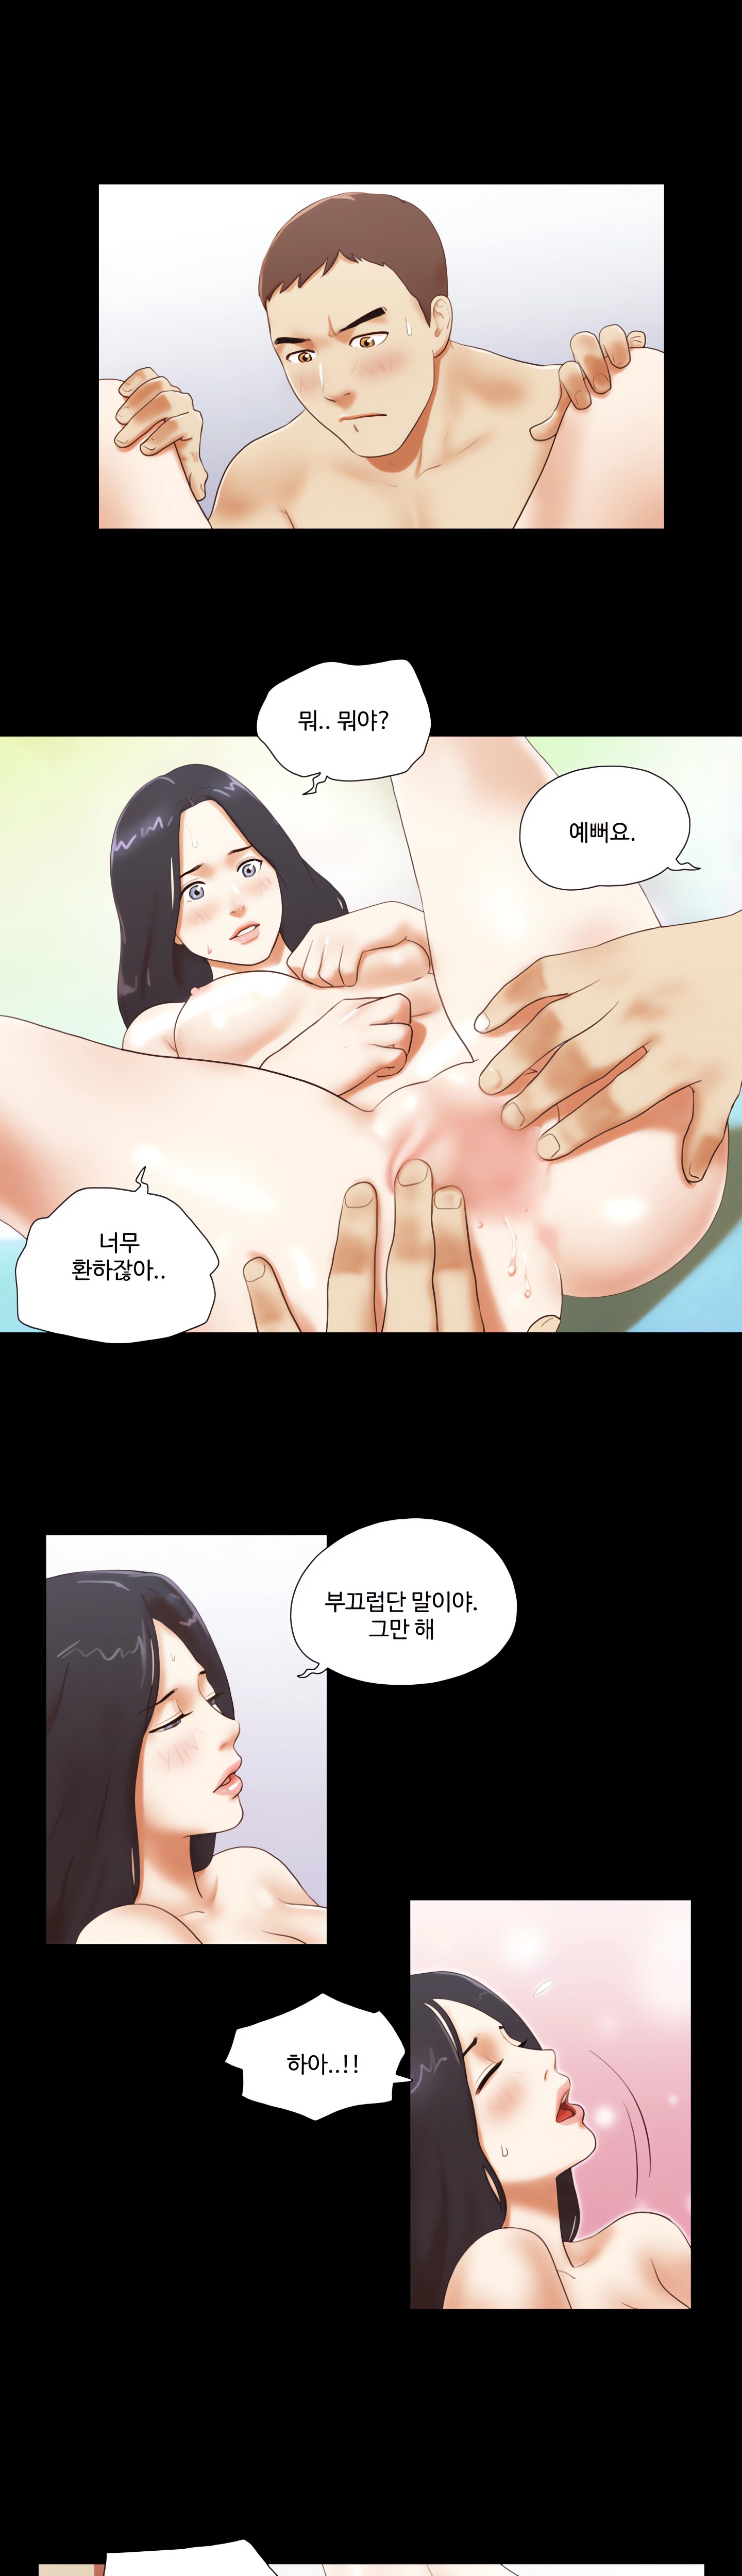 뭐.. 뭐야?
예뻐요.
너무
환하잖아..
부끄럽단 말이야.
그만 해
하아..!!